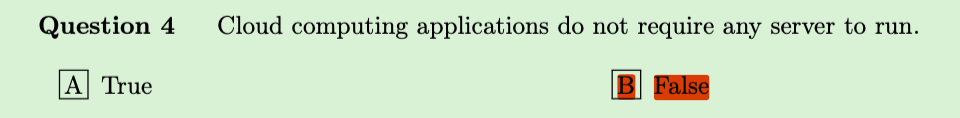 Question 4 Cloud computing applications do not require any server to run.
A True B False